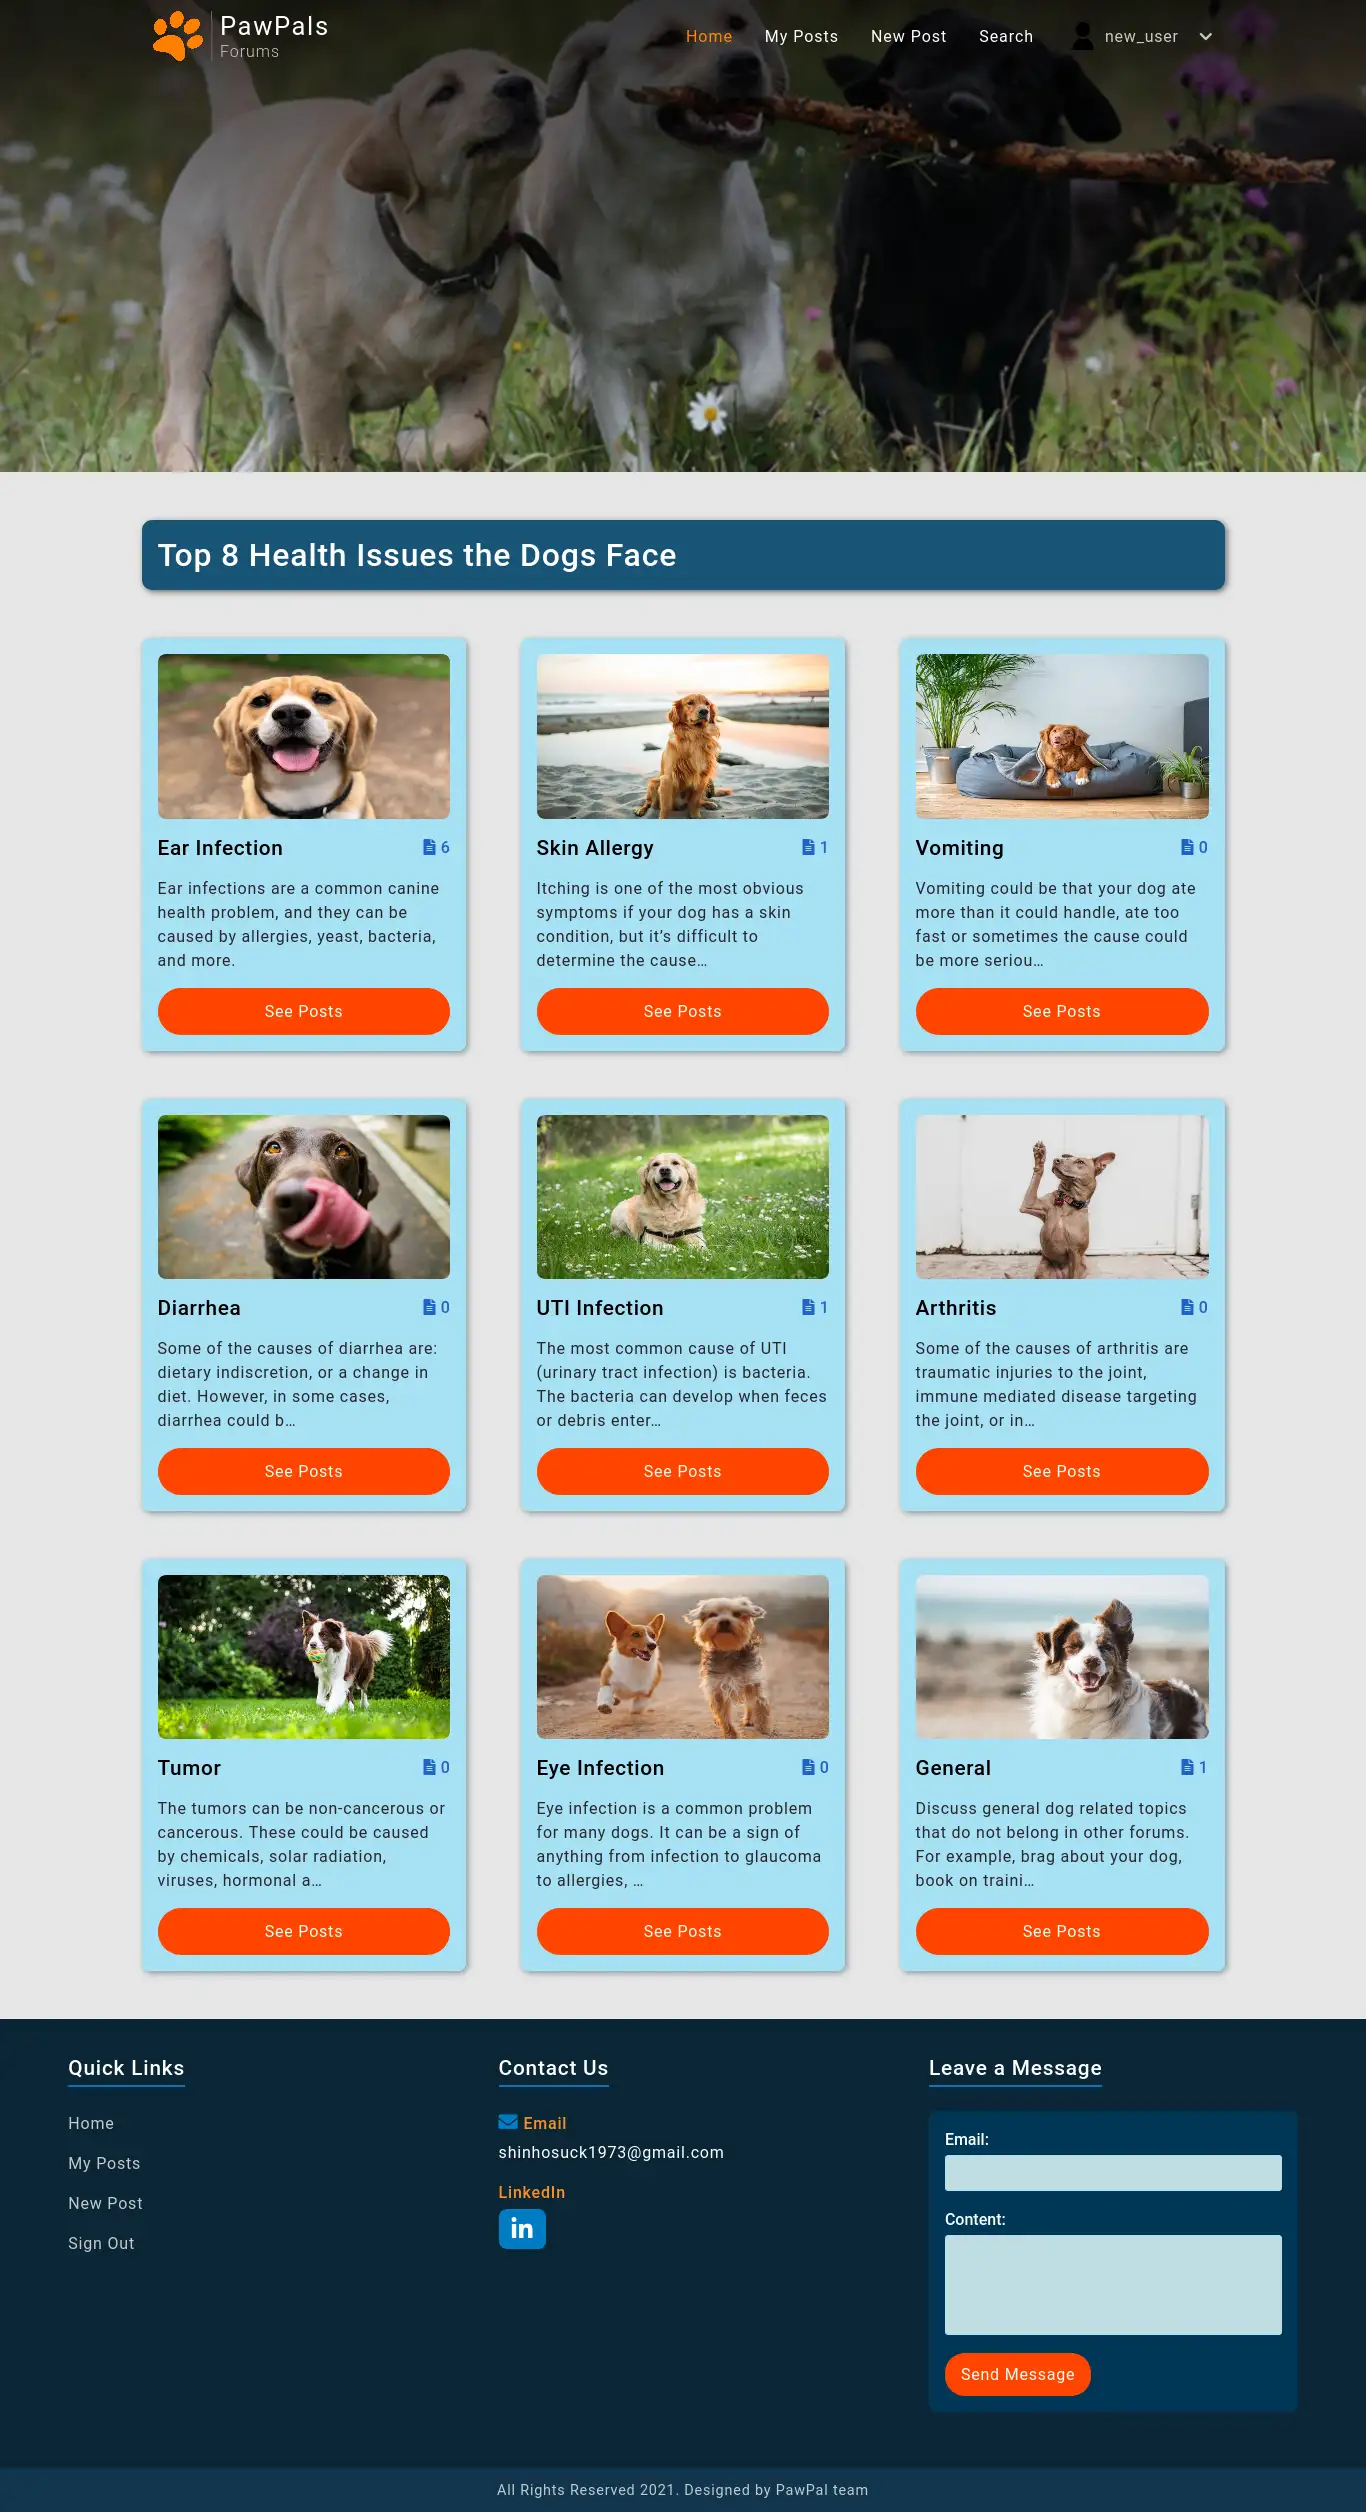 PawPals
Forums
Home
My Posts
New Post
Search
new_user
Top 8 Health Issues the Dogs Face
Ear Infection
6
Ear infections are a common canine
health problem, and they can be
caused by allergies, yeast, bacteria,
and more.
See Posts
Skin Allergy
1
Itching is one of the most obvious
symptoms if your dog has a skin
condition, but it’s difficult to
determine the cause…
See Posts
Vomiting
0
Vomiting could be that your dog ate
more than it could handle, ate too
fast or sometimes the cause could
be more seriou…
See Posts
Diarrhea
0
Some of the causes of diarrhea are:
dietary indiscretion, or a change in
diet. However, in some cases,
diarrhea could b…
See Posts
UTI Infection
1
The most common cause of UTI
(urinary tract infection) is bacteria.
The bacteria can develop when feces
or debris enter…
See Posts
Arthritis
0
Some of the causes of arthritis are
traumatic injuries to the joint,
immune mediated disease targeting
the joint, or in…
See Posts
Tumor
0
The tumors can be non-cancerous or
cancerous. These could be caused
by chemicals, solar radiation,
viruses, hormonal a…
See Posts
Eye Infection
0
Eye infection is a common problem
for many dogs. It can be a sign of
anything from infection to glaucoma
to allergies, …
See Posts
General
1
Discuss general dog related topics
that do not belong in other forums.
For example, brag about your dog,
book on traini…
See Posts
Quick Links
Home
My Posts
New Post
Sign Out
Contact Us
Email
shinhosuck1973@gmail.com
LinkedIn
in
Leave a Message
Email:
Content:
Send Message
All Rights Reserved 2021. Designed by PawPal team